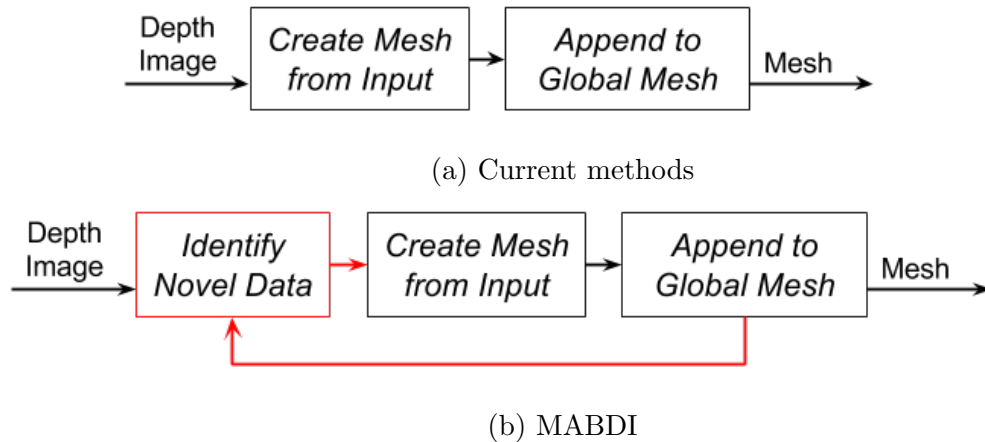 Depth
Image
Create Mesh
from Input
Append to
Global Mesh
Mesh
(a) Current methods
Depth
Image
Identify
Novel Data
Create Mesh
from Input
Append to
Global Mesh
Mesh
(b) MABDI